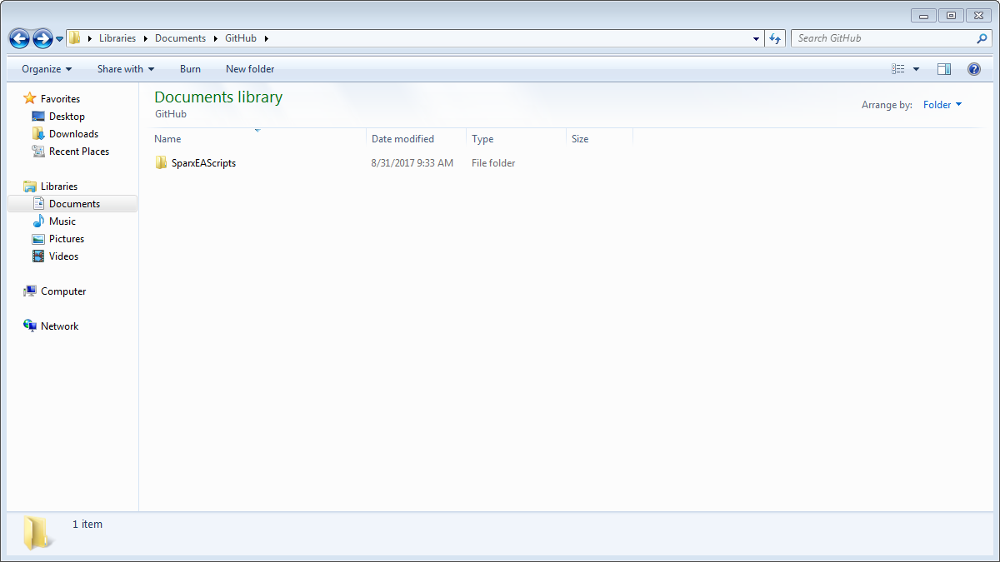 Libraries Documents GitHub
Search GitHub
Organize Share with Burn New folder
Favorites
Desktop
Downloads
Recent Places
Libraries
Documents
Music
Pictures
Videos
Computer
Network
Documents library
GitHub
Arrange by: Folder
Name Date modified Type Size
SparxEAScripts 8/31/2017 9:33 AM File folder
1 item